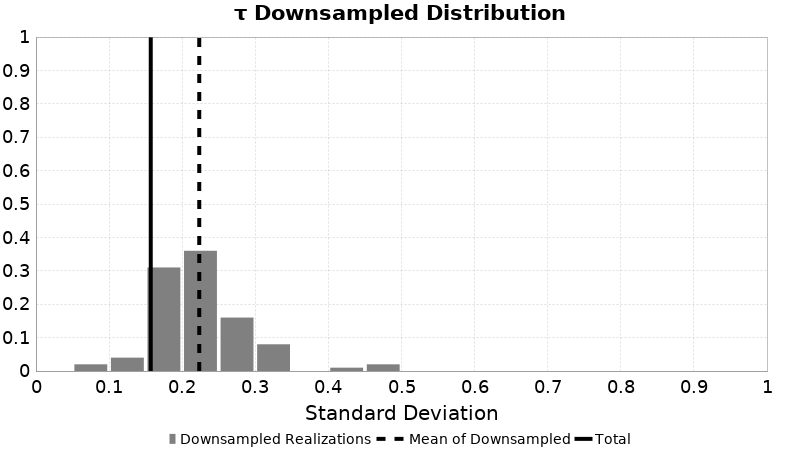 τ Downsampled Distribution
1
0.9
0.8
0.7
0.6
0.5
0.4
0.3
0.2
0.1
0
0 0.1 0.2 0.3 0.4 0.5 0.6 0.7 0.8 0.9 1
Standard Deviation
Downsampled Realizations Mean of Downsampled Total